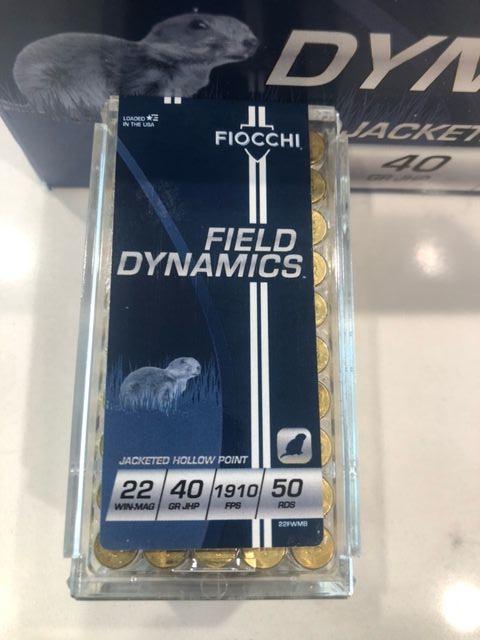 DYN
JACKET
40
GR JHP
LOADED
IN THE USA
FIOCCHI
FIELD
DYNAMICS
JACKETED HOLLOW POINT
22 40 1910 50
WIN-MAG GR JHP FPS RDS
22FWMB